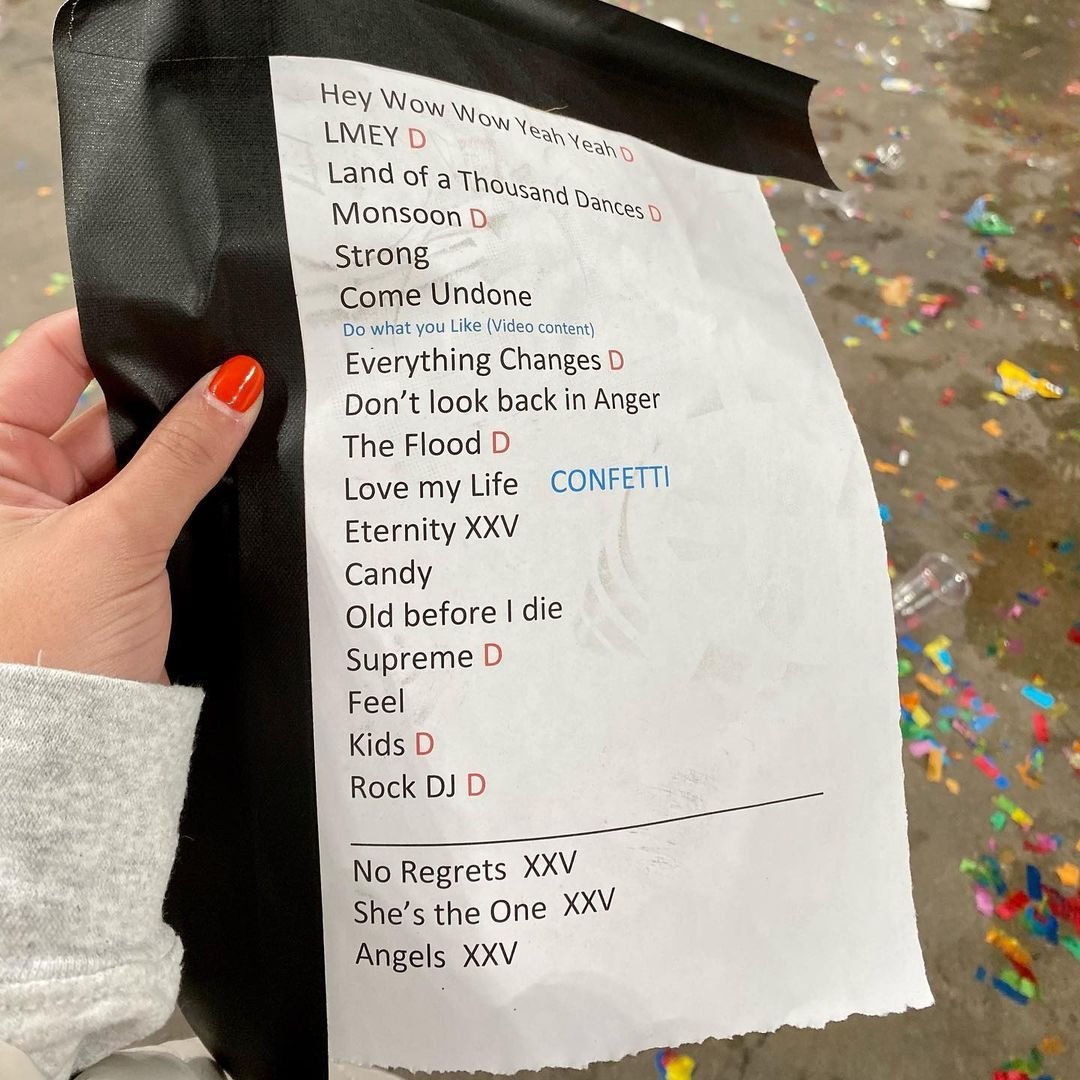 Hey Wow Wow Yeah Yeah D
LMEY D
Land of a Thousand Dances D
Monsoon D
Strong
Come Undone
Do what you Like (Video content)
Everything Changes D
Don't look back in Anger
The Flood D
Love my Life CONFETTI
Eternity XXV
Candy
Old before I die
Supreme D
Feel
Kids D
Rock DJ D
No Regrets XXV
She's the One XXV
Angels XXV